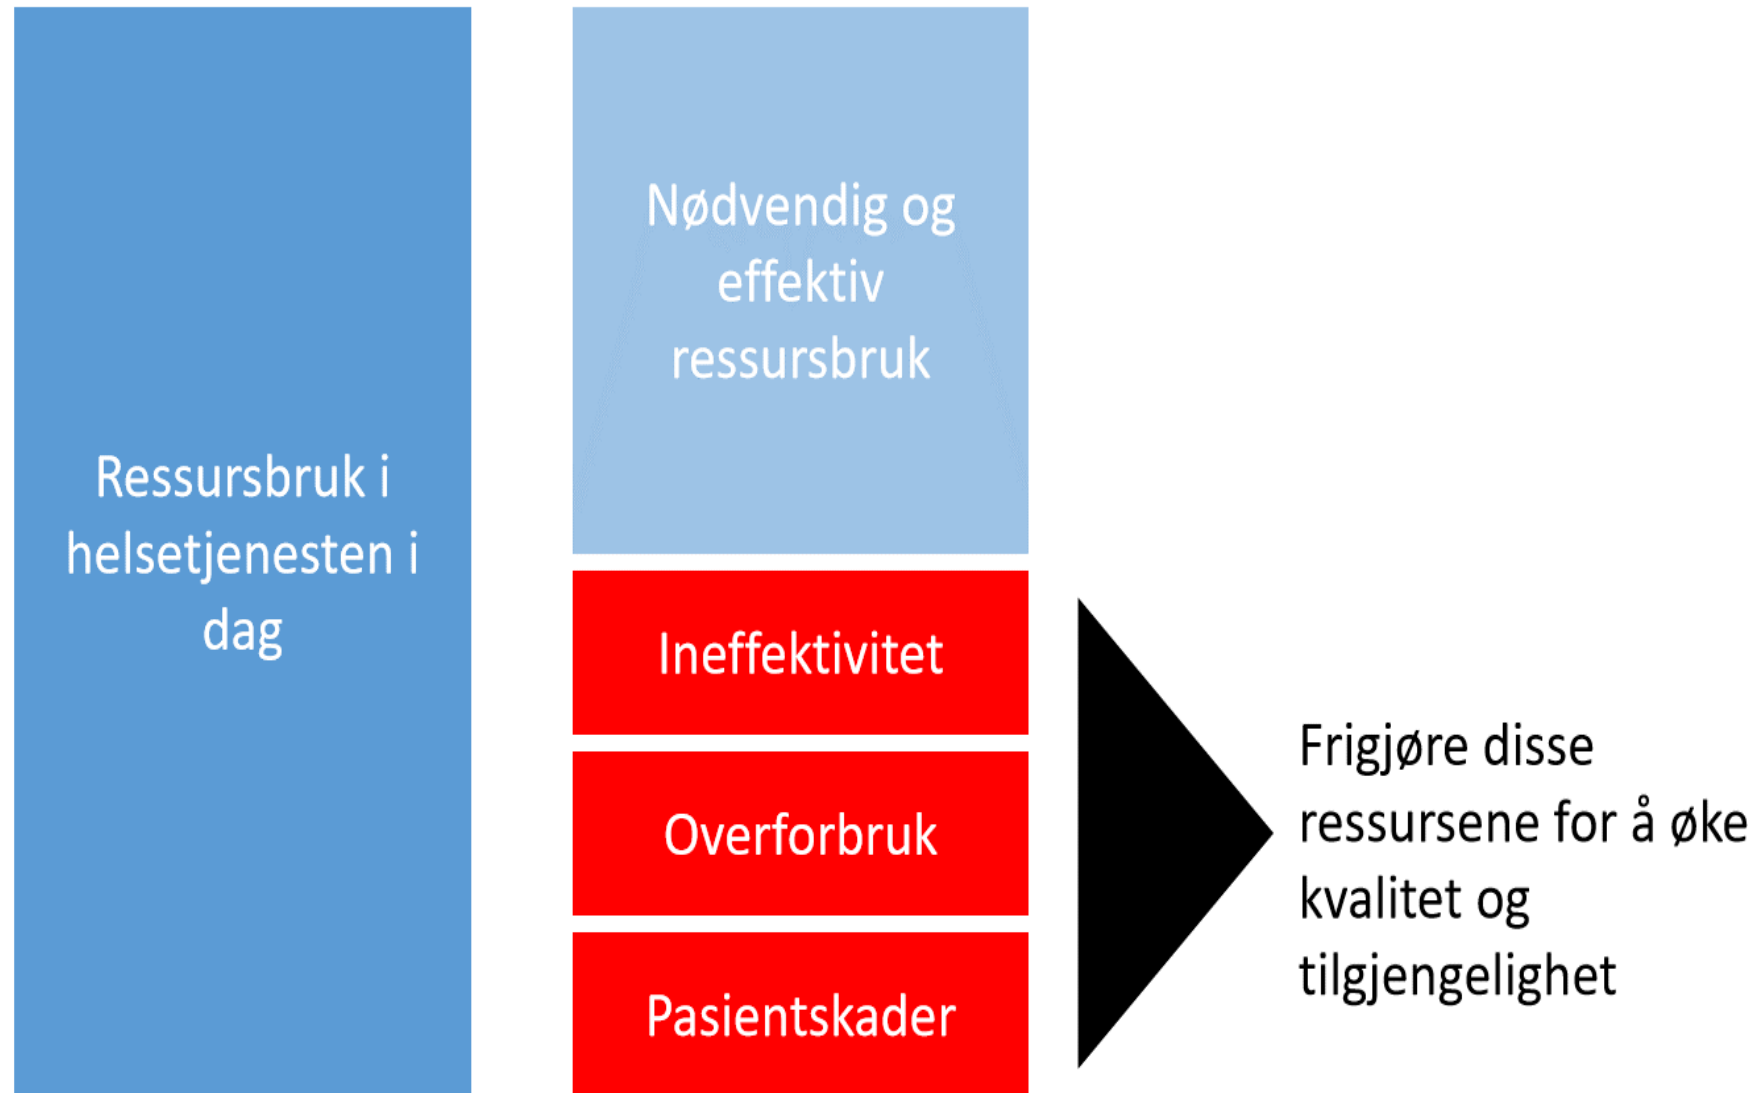 Ressursbruk i
helsetjenesten i
dag
Nødvendig og
effektiv
ressursbruk
Ineffektivitet
Overforbruk
Pasientskader
Frigjøre disse
ressursene for å øke
kvalitet og
tilgjengelighet